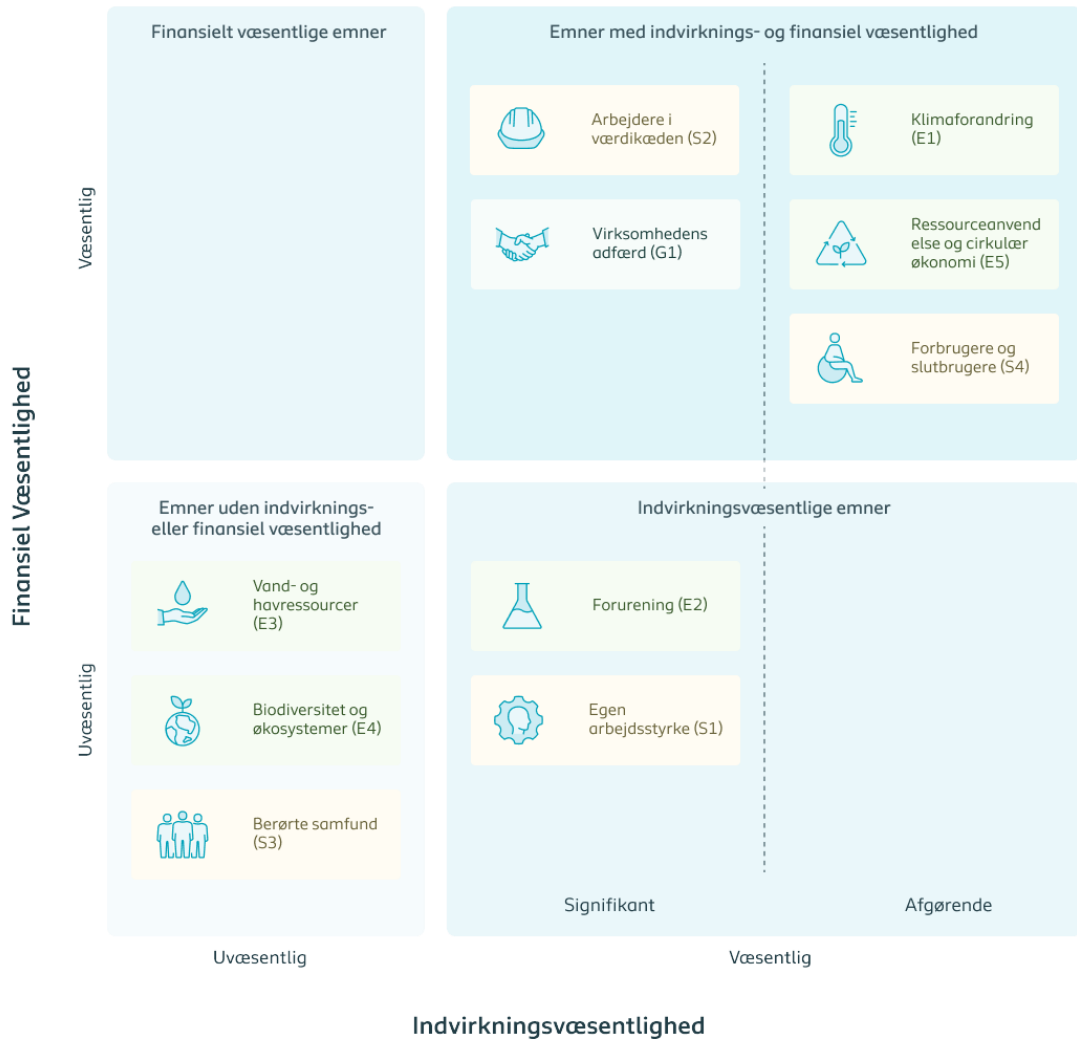 Finansielt væsentlige emner
Emner med indvirknings- og finansiel væsentlighed
Arbejdere i
værdikæden (S2)
Klimaforandring
(E1)
Virksomhedens
adfærd (G1)
Ressourceanvend
else og cirkulær
økonomi (E5)
Forbrugere og
slutbrugere (S4)
Væsentlig
Finansiel Væsentlighed
Emner uden indvirknings-
eller finansiel væsentlighed
Vand- og
havressourcer
(E3)
Biodiversitet og
økosystemer (E4)
Berørte samfund
(S3)
Indvirkningsvæsentlige emner
Forurening (E2)
Egen
arbejdsstyrke (S1)
Uvæsentlig
Signifikant
Afgørende
Uvæsentlig
Væsentlig
Indvirkningsvæsentlighed